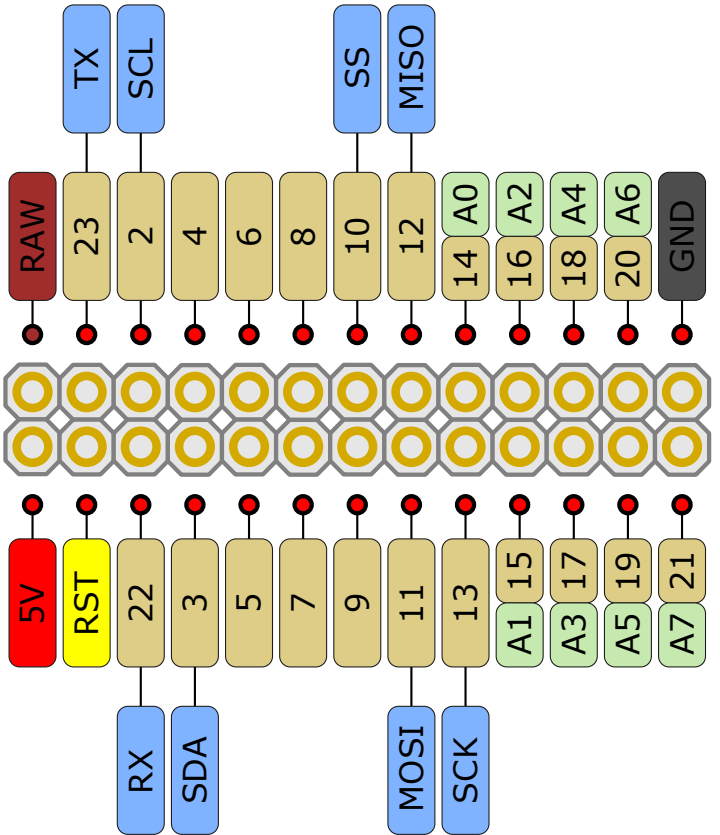 TX
SCL
SS
MISO
RAW
23
2
4
6
8
10
12
14 A0
16 A2
18 A4
20 A6
GND
5V
RST
22
3
5
7
9
11
13
A1 15
A3 17
A5 19
A7 21
RX
SDA
MOSI
SCK